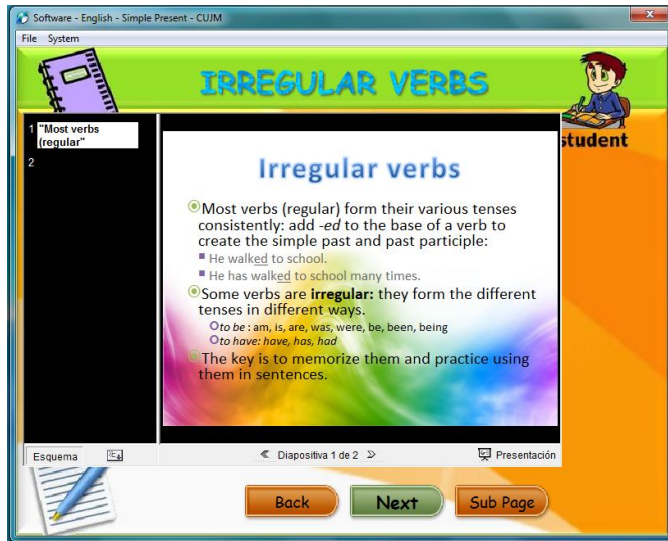 Software - English - Simple Present - CUJM
File System
IRREGULAR VERBS
student
1 "Most verbs
(regular"
2
Irregular verbs
Most verbs (regular) form their various tenses
consistently: add -ed to the base of a verb to
create the simple past and past participle:
He walked to school.
He has walked to school many times.
Some verbs are irregular: they form the different
tenses in different ways.
to be : am, is, are, was, were, be, been, being
to have: have, has, had
The key is to memorize them and practice using
them in sentences.
Esquema
Diapositiva 1 de 2
Presentación
Back Next Sub Page